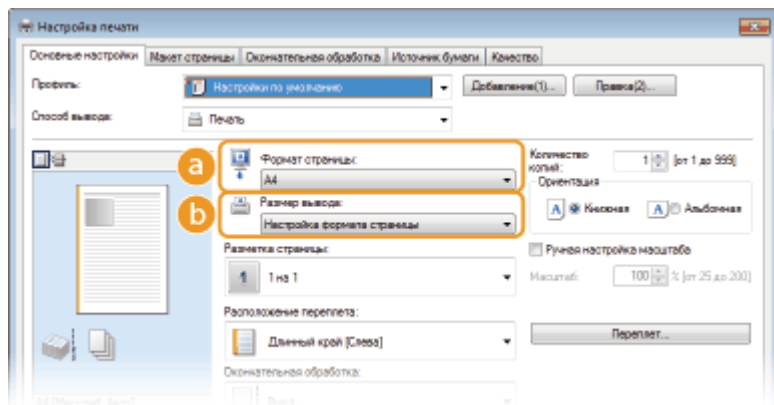 Настройка печати
Основные настройки Макет страницы Окончательная обработка Источник бумаги Качество
Профиль: Настройки по умолчанию Добавление(1)... Правка(2)...
Способ вывода: Печать
a Формат страницы:
A4
b Размер вывода:
Настройка формата страницы
Количество копий: 1 [от 1 до 999]
Ориентация
A Книжная A Альбомная
Разметка страницы:
1 1 на 1
Ручная настройка масштаба
Масштаб: 100 % [от 25 до 200]
Расположение переплета:
Длинный край [Слева]
Переплет...
Окончательная обработка: